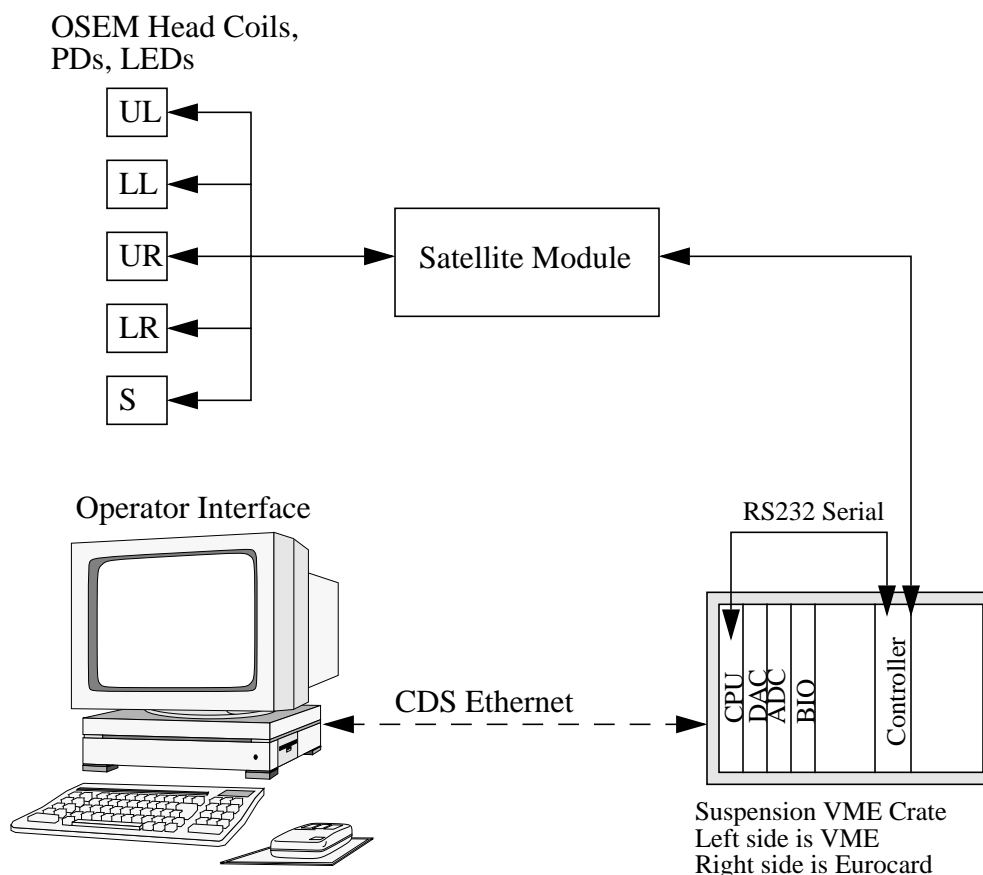 OSEM Head Coils,
PDs, LEDs
UL
LL
UR
LR
S
Satellite Module
Operator Interface
RS232 Serial
CDS Ethernet
CPU
DAC
ADC
BIO
Controller
Suspension VME Crate
Left side is VME
Right side is Eurocard